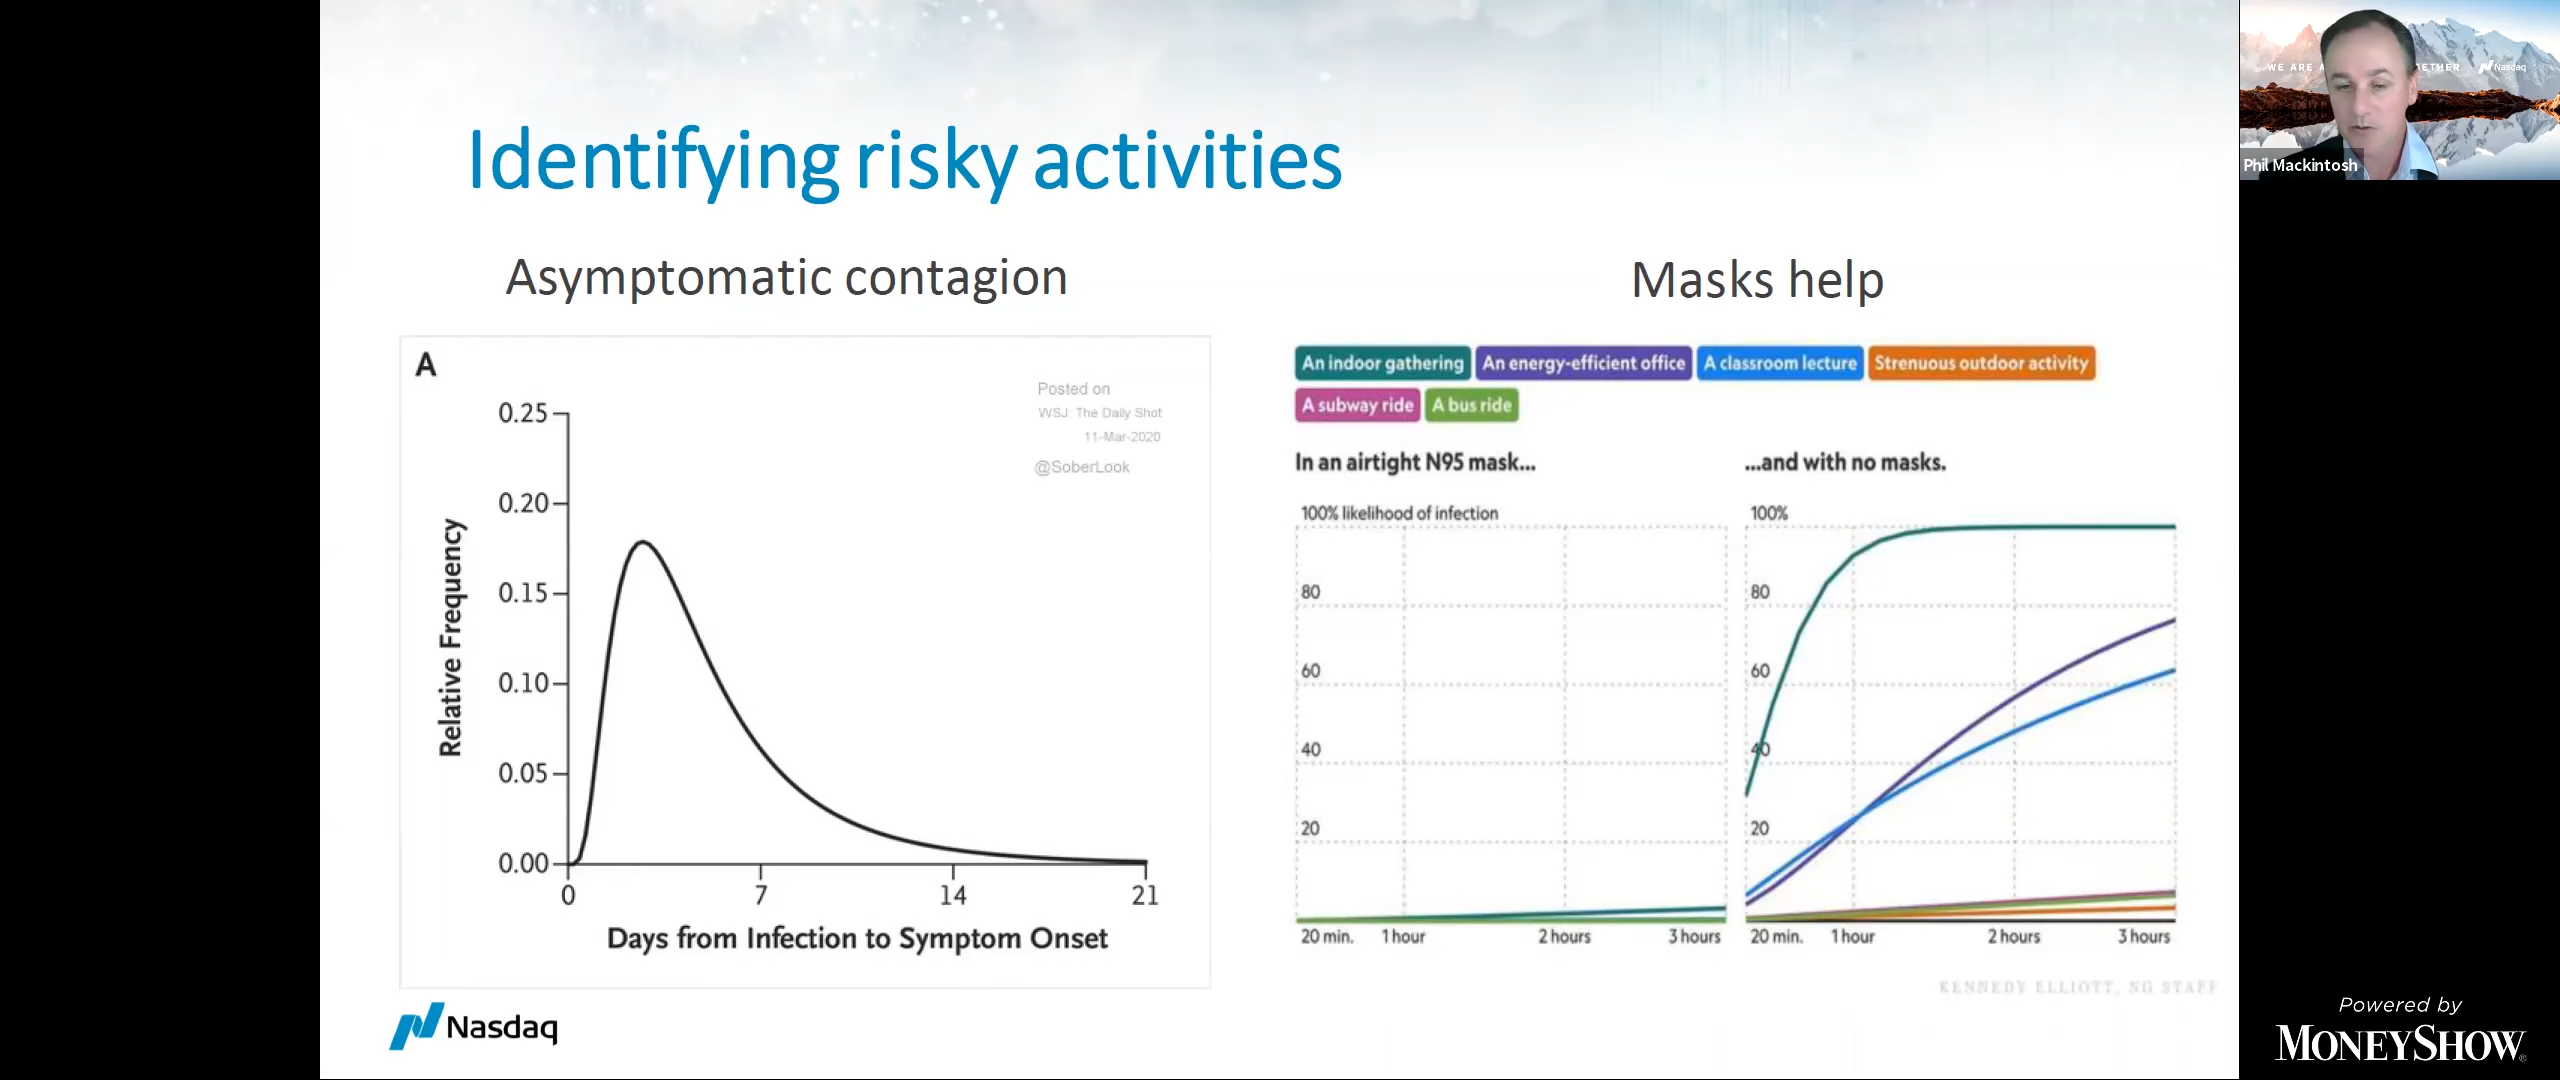 Identifying risky activities
Asymptomatic contagion
Masks help
A
Posted on
WSJ: The Daily Shot
11-Mar-2020
@SoberLook
0.25
0.20
0.15
0.10
0.05
0.00
Relative Frequency
0 7 14 21
Days from Infection to Symptom Onset
An indoor gathering An energy-efficient office A classroom lecture Strenuous outdoor activity
A subway ride A bus ride
In an airtight N95 mask...
100% likelihood of infection
80
60
40
20
20 min. 1 hour 2 hours 3 hours
...and with no masks.
100%
80
60
40
20
20 min. 1 hour 2 hours 3 hours
KENNEDY ELLIOTT, NG STAFF
Nasdaq
WE ARE A ETHER Nasdaq
Phil Mackintosh
Powered by
MONEYSHOW®